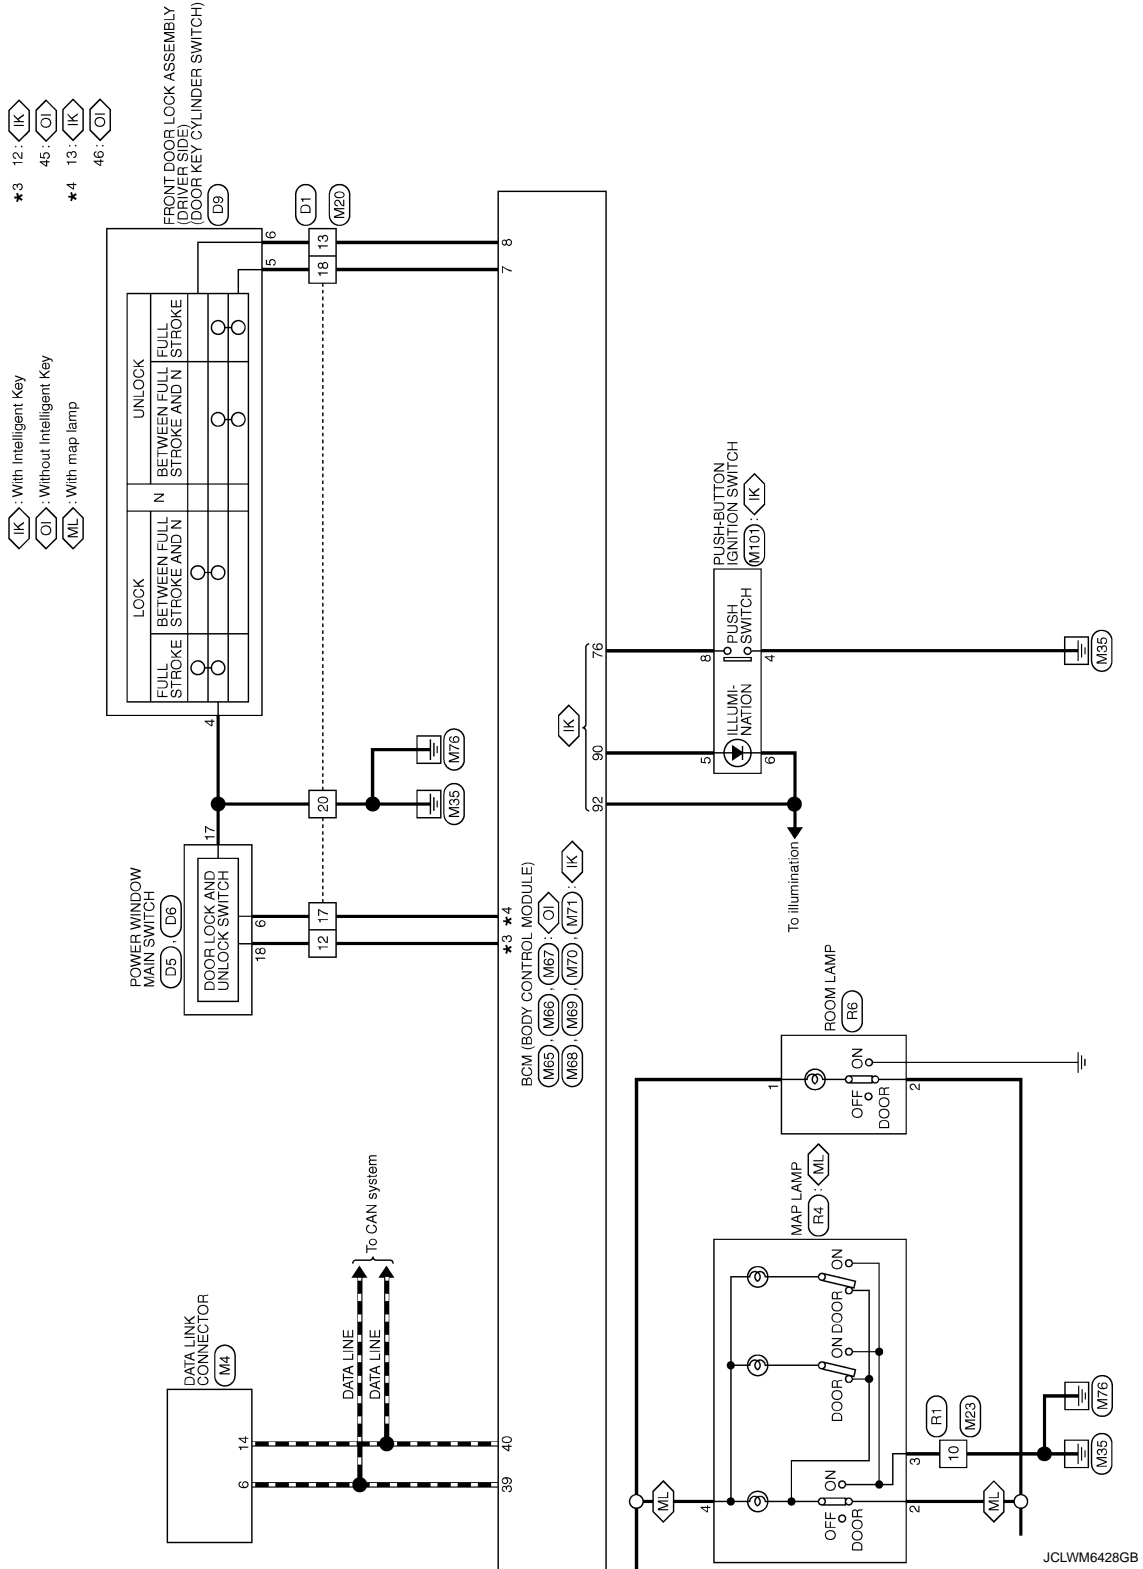 IK : With Intelligent Key
OI : Without Intelligent Key
ML : With map lamp
*3 12 : IK
45 : OI
*4 13 : IK
46 : OI
DATA LINK
CONNECTOR
M4
6
14
DATA LINE
DATA LINE
To CAN system
39
40
POWER WINDOW
MAIN SWITCH
D5 , D6
DOOR LOCK AND
UNLOCK SWITCH
17
18
6
12
17
*3
*4
20
M35
M76
FRONT DOOR LOCK ASSEMBLY
(DRIVER SIDE)
(DOOR KEY CYLINDER SWITCH)
D9
LOCK
N
UNLOCK
FULL
STROKE
BETWEEN FULL
STROKE AND N
BETWEEN FULL
STROKE AND N
FULL
STROKE
4
5
6
D1
M20
18
13
7
8
BCM (BODY CONTROL MODULE)
M65 , M66 , M67 : OI
M68 , M69 , M70 , M71 : IK
IK
92
90
76
PUSH-BUTTON
IGNITION SWITCH
M101 : IK
5
8
ILLUMI-
NATION
PUSH
SWITCH
6
4
To illumination
M35
MAP LAMP
R4 : ML
ML
4
OFF
ON
DOOR
DOOR
ON
DOOR
ON
2
3
ML
R1
M23
10
M35
M76
ROOM LAMP
R6
1
OFF
ON
DOOR
2
JCLWM6428GB